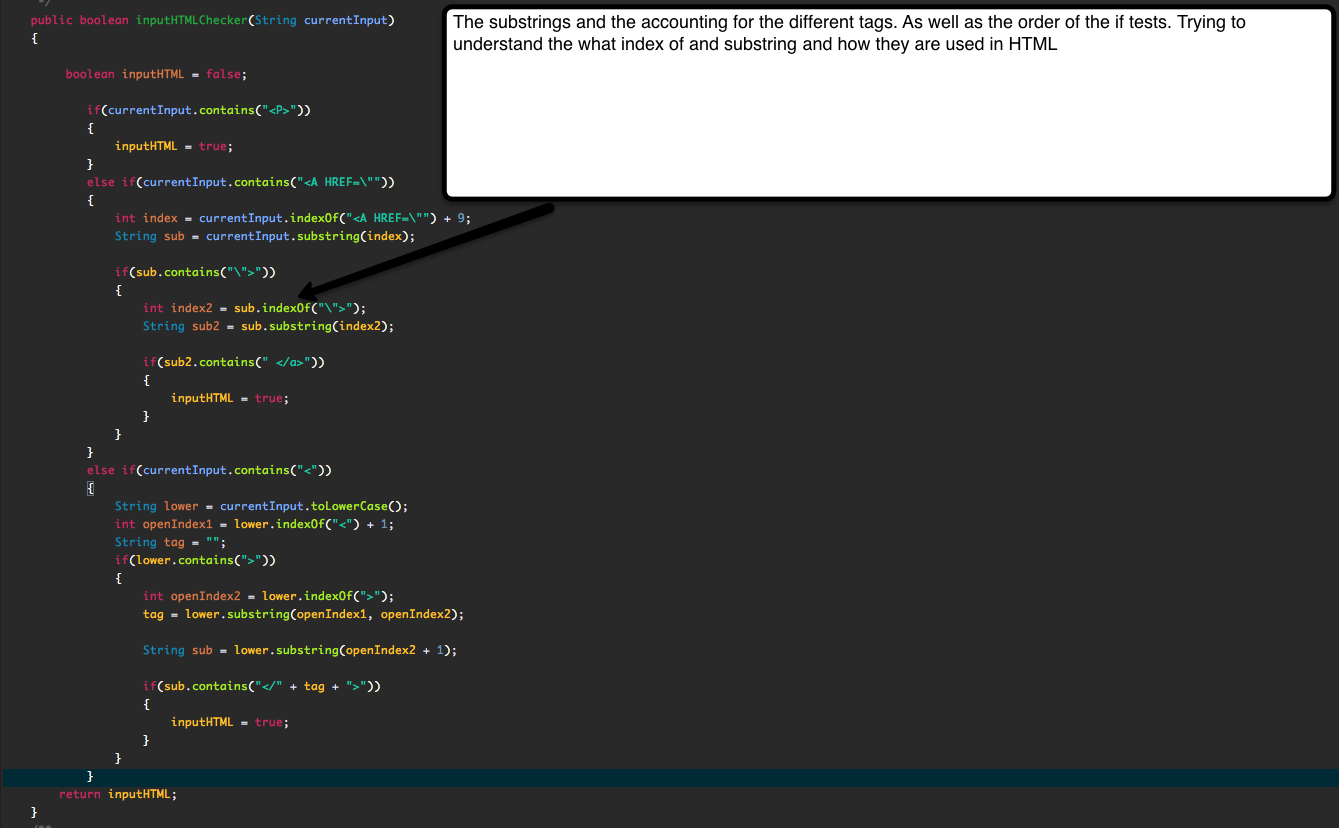 */
public boolean inputHTMLChecker(String currentInput)
{
The substrings and the accounting for the different tags. As well as the order of the if tests. Trying to
understand the what index of and substring and how they are used in HTML
boolean inputHTML = false;
if(currentInput.contains("<P>"))
{
inputHTML = true;
}
else if(currentInput.contains("<A HREF=\""))
{
int index = currentInput.indexOf("<A HREF=\"") + 9;
String sub = currentInput.substring(index);
if(sub.contains("\">"))
{
int index2 = sub.indexOf("\">");
String sub2 = sub.substring(index2);
if(sub2.contains(" </a>"))
{
inputHTML = true;
}
}
}
else if(currentInput.contains("<"))
{
String lower = currentInput.toLowerCase();
int openIndex1 = lower.indexOf("<") + 1;
String tag = "";
if(lower.contains(">"))
{
int openIndex2 = lower.indexOf(">");
tag = lower.substring(openIndex1, openIndex2);
String sub = lower.substring(openIndex2 + 1);
if(sub.contains("</" + tag + ">"))
{
inputHTML = true;
}
}
}
return inputHTML;
}
/**